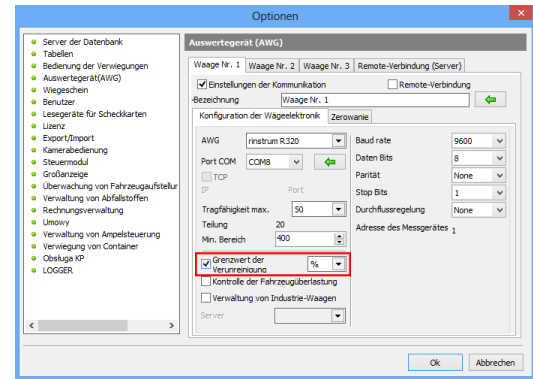 Optionen
Server der Datenbank
Tabellen
Bedienung der Verwiegungen
Auswertegerät(AWG)
Wiegeschein
Benutzer
Lesegeräte für Scheckkarten
Lizenz
Export/Import
Kamerabedienung
Steuermodul
Großanzeige
Überwachung von Fahrzeugaufstellur
Verwaltung von Abfallstoffen
Rechnungsverwaltung
Umowy
Verwaltung von Ampelsteuerung
Verwiegung von Container
Obsługa KP
LOGGER
Auswertegerät (AWG)
Waage Nr. 1 Waage Nr. 2 Waage Nr. 3 Remote-Verbindung (Server)
Einstellungen der Kommunikation Remote-Verbindung
Bezeichnung Waage Nr. 1
Konfiguration der Wägeelektronik Zerowanie
AWG rinstrum R320 Baud rate 9600
Port COM COM8 Daten Bits 8
TCP Parität None
IP Port Stop Bits 1
Tragfähigkeit max. 50 Durchflussregelung None
Teilung 20 Adresse des Messgerätes 1
Min. Bereich 400
Grenzwert der
Verunreinigung %
Kontrolle der Fahrzeugüberlastung
Verwaltung von Industrie-Waagen
Server
Ok Abbrechen